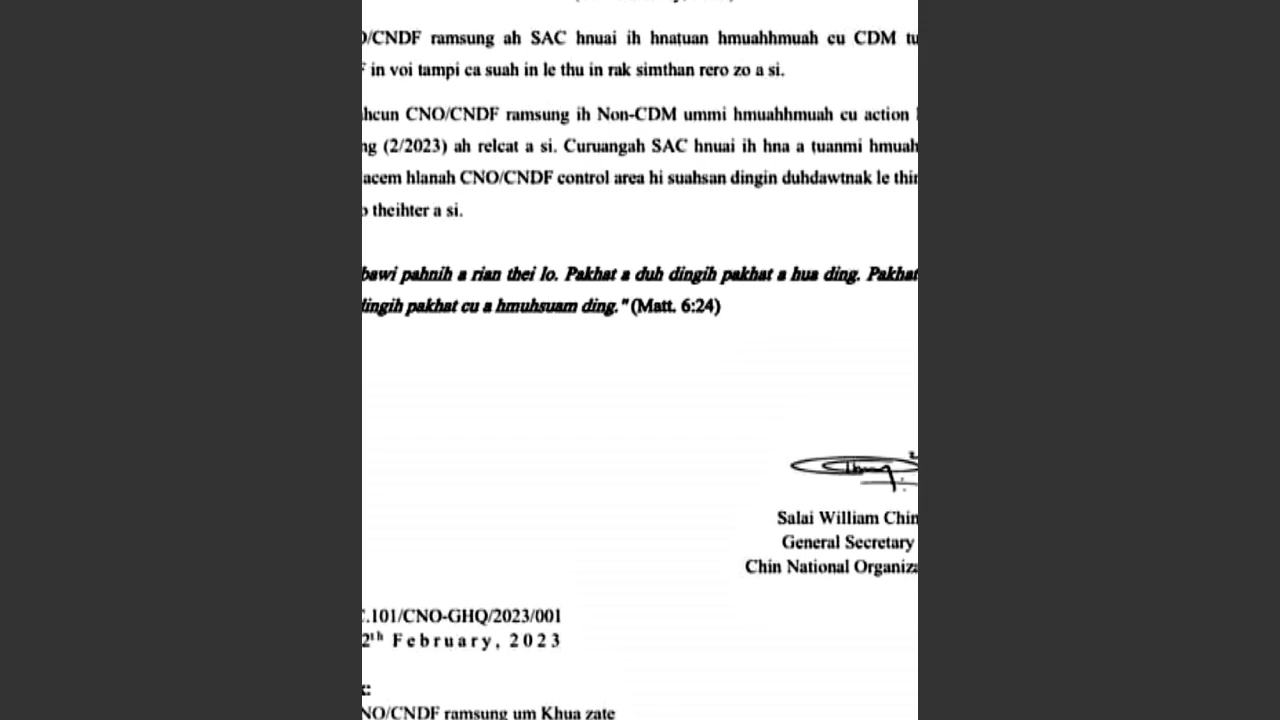 /CNDF ramsung ah SAC hnuai ih hnatuan hmuahhmuah cu CDM tu
in voi tampi ca suah in le thu in rak simthan rero zo a si.
hcun CNO/CNDF ramsung ih Non-CDM ummi hmuahhmuah cu action
ng (2/2023) ah relcat a si. Curuangah SAC hnuai ih hna a tuanmi hmuah
acem hlanah CNO/CNDF control area hi suahsan dingin duhdawtnak le thin
theihter a si.
bawi pahnih a rian thei lo. Pakhat a duh dingih pakhat a hua ding. Pakhat
dingih pakhat cu a hmuhsuam ding." (Matt. 6:24)
Salai William Chin
General Secretary
Chin National Organiza
.101/CNO-GHQ/2023/001
2th February, 2023
NO/CNDF ramsung um Khua zate